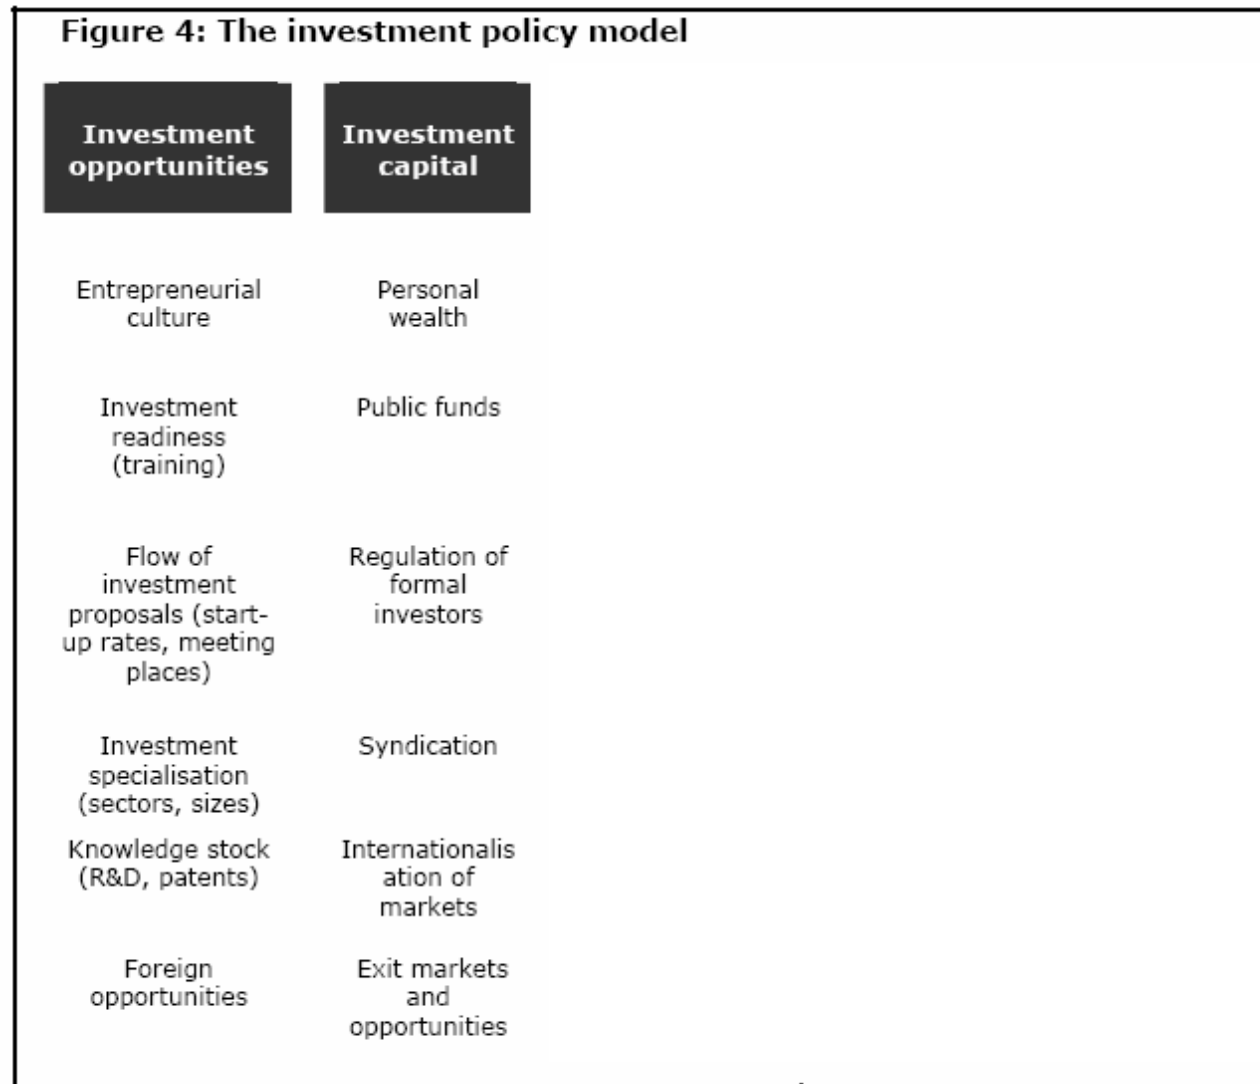 Figure 4: The investment policy model
Investment
opportunities
Investment
capital
Entrepreneurial
culture
Personal
wealth
Investment
readiness
(training)
Public funds
Flow of
investment
proposals (start-
up rates, meeting
places)
Regulation of
formal
investors
Investment
specialisation
(sectors, sizes)
Syndication
Knowledge stock
(R&D, patents)
Internationalis
ation of
markets
Foreign
opportunities
Exit markets
and
opportunities